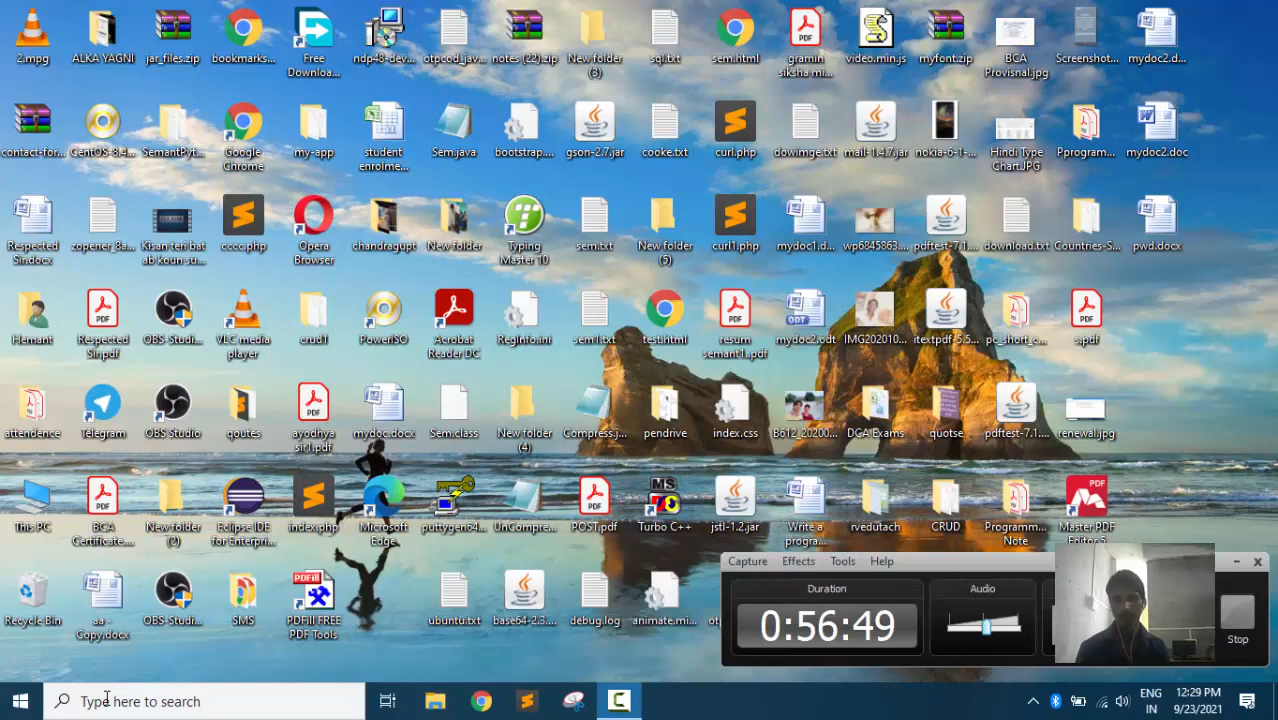 2.mpg
ALKA YAGNI
jar_files.zip
bookmarks...
Free
Downloa...
ndp48-dev...
otpcod_jav...
notes (22).zip
New folder
(3)
sql.txt
sem.html
gramin
siksha mi...
video.min.js
myfont.zip
BCA
Provisnal.jpg
Screenshot...
mydoc2.d...
contact-for...
CentOS-8.4...
SemantPyt...
Google
Chrome
my-app
student
enrolme...
Sem.java
bootstrap....
gson-2.7.jar
cooke.txt
curl.php
dowimge.txt
mail-1.4.7.jar
nokia-6-1-...
Hindi Type
Chart.JPG
Pprogram...
mydoc2.doc
Respected
Sir.docx
zopener_8a...
Kisan teri bat
ab koun su...
cccc.php
Opera
Browser
chandragupt
New folder
Typing
Master 10
sem.txt
New folder
(5)
curl1.php
mydoc1.d...
wp6845863...
pdftest-7.1....
download.txt
Countries-S...
pwd.docx
Hemant
Respected
Sir.pdf
OBS-Studi...
VLC media
player
crud1
PowerISO
Acrobat
Reader DC
RegInfo.ini
sem1.txt
test.html
resum
semant1.pdf
mydoc2.odt
IMG202010...
itextpdf-5.5...
pc_short_c...
s.pdf
attendence
Telegram
OBS Studio
qoutes
ayodhya
sir1.pdf
mydoc.docx
Sem.class
New folder
(4)
Compress.j...
pendrive
index.css
B612_20200...
DCA Exams
quotse
pdftest-7.1....
renewal.jpg
This PC
BCA
Certificate....
New folder
(2)
Eclipse IDE
for Enterpri...
index.php
Microsoft
Edge
puttygen64...
UnCompre...
POST.pdf
Turbo C++
jstl-1.2.jar
Write a
progra...
rvedutach
CRUD
Programm...
Note
Master PDF
Editor 5
Recycle Bin
aa -
Copy.docx
OBS-Studi...
SMS
PDFill FREE
PDF Tools
ubuntu.txt
base64-2.3....
debug.log
animate.mi...
Capture Effects Tools Help
Duration
0:56:49
Audio
Stop
Type here to search
ENG
IN
12:29 PM
9/23/2021